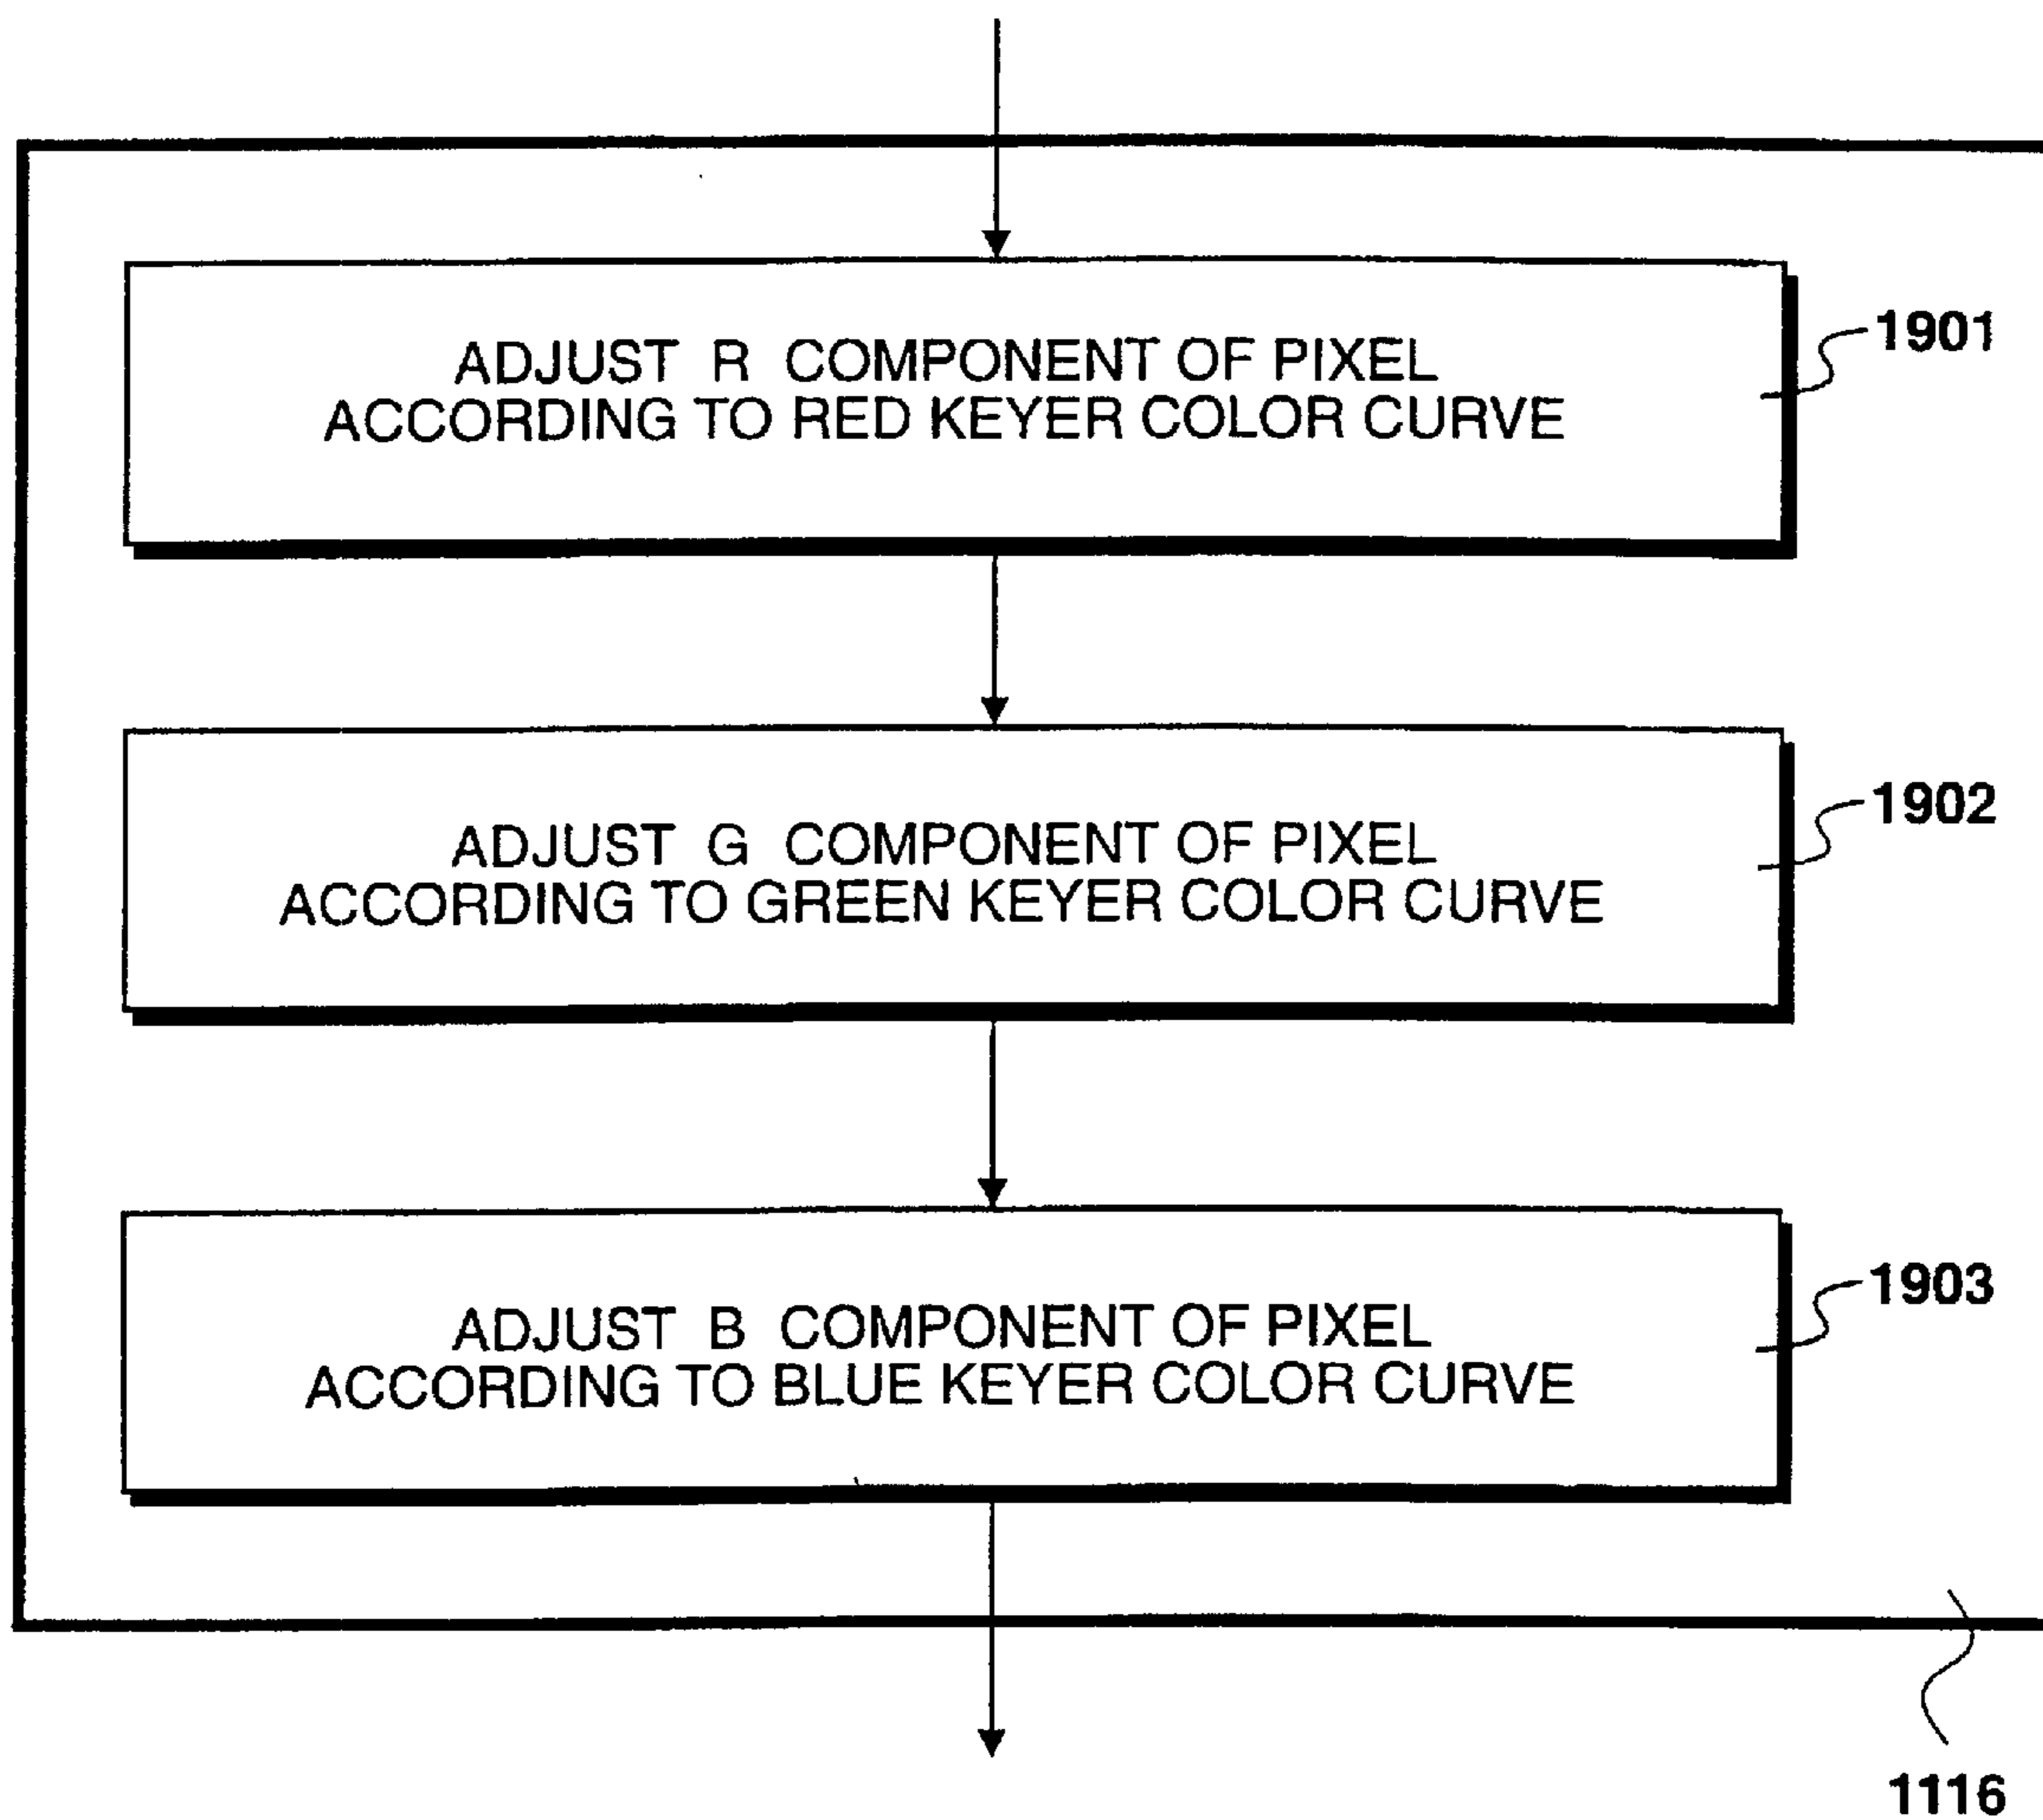 ADJUST R COMPONENT OF PIXEL
ACCORDING TO RED KEYER COLOR CURVE
1901
ADJUST G COMPONENT OF PIXEL
ACCORDING TO GREEN KEYER COLOR CURVE
1902
ADJUST B COMPONENT OF PIXEL
ACCORDING TO BLUE KEYER COLOR CURVE
1903
1116